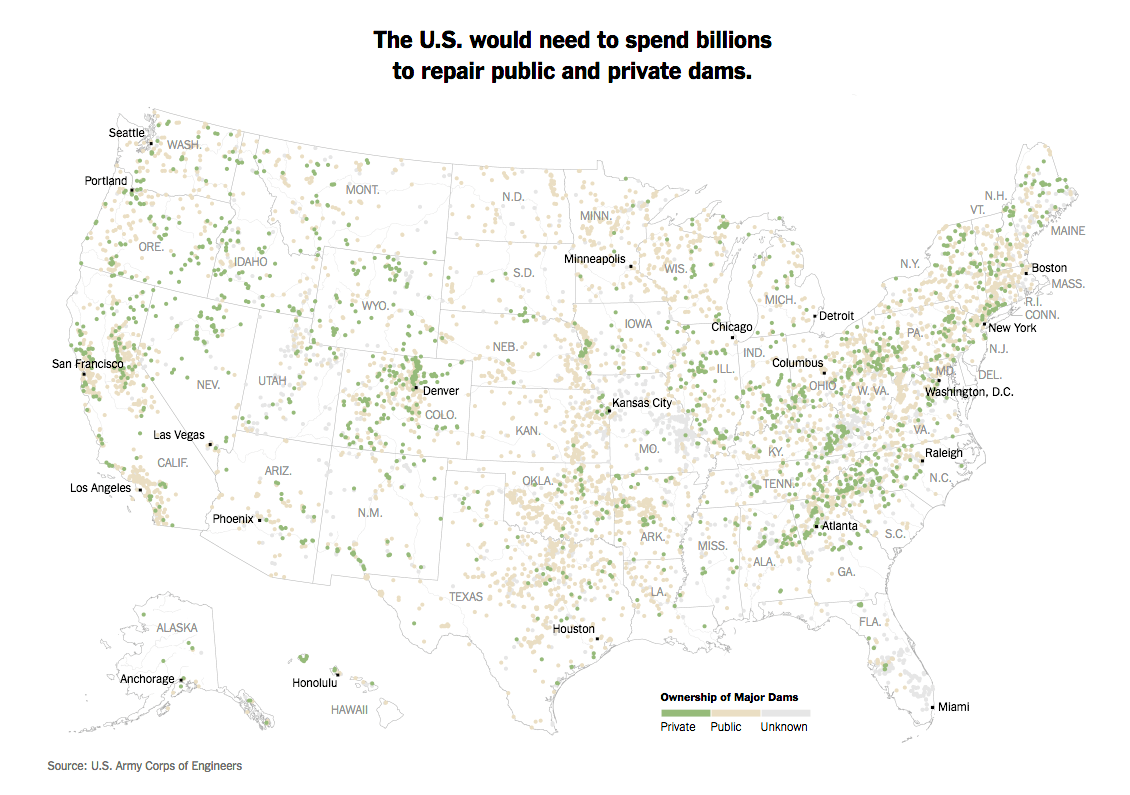 The U.S. would need to spend billions
to repair public and private dams.
Seattle
WASH.
Portland
MONT.
N.D.
MINN.
N.H.
VT.
MAINE
ORE.
IDAHO
Minneapolis
WIS.
S.D.
N.Y.
Boston
MASS.
WYO.
MICH.
R.I.
CONN.
IOWA
Chicago
Detroit
New York
PA.
NEB.
IND.
N.J.
San Francisco
Columbus
ILL.
NEV.
UTAH
Denver
OHIO
W. VA.
MD.
DEL.
Washington, D.C.
Kansas City
COLO.
KAN.
Las Vegas
MO.
KY.
VA.
Raleigh
CALIF.
ARIZ.
OKLA.
TENN.
N.C.
Los Angeles
N.M.
Phoenix
ARK.
MISS.
Atlanta
S.C.
ALA.
GA.
TEXAS
LA.
ALASKA
Houston
FLA.
Anchorage
Honolulu
HAWAII
Miami
Ownership of Major Dams
Private Public Unknown
Source: U.S. Army Corps of Engineers